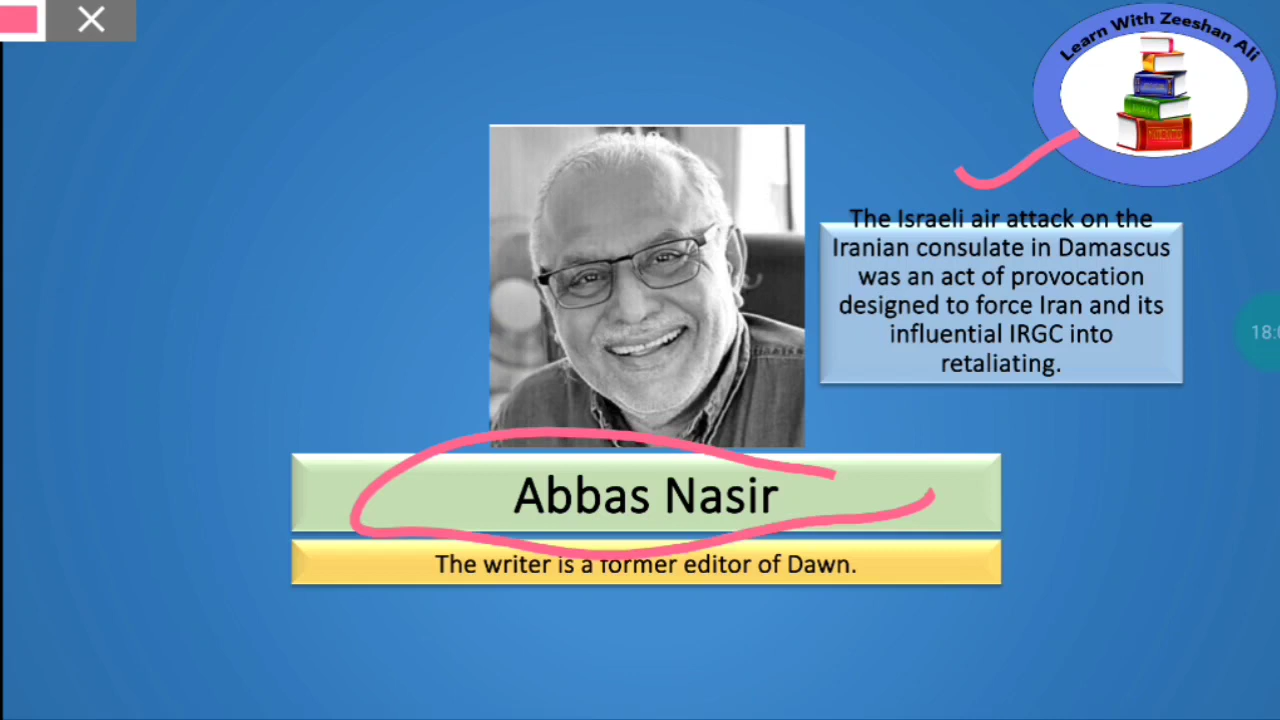 Learn With Zeeshan Ali
The Israeli air attack on the
Iranian consulate in Damascus
was an act of provocation
designed to force Iran and its
influential IRGC into
retaliating.
Abbas Nasir
The writer is a former editor of Dawn.